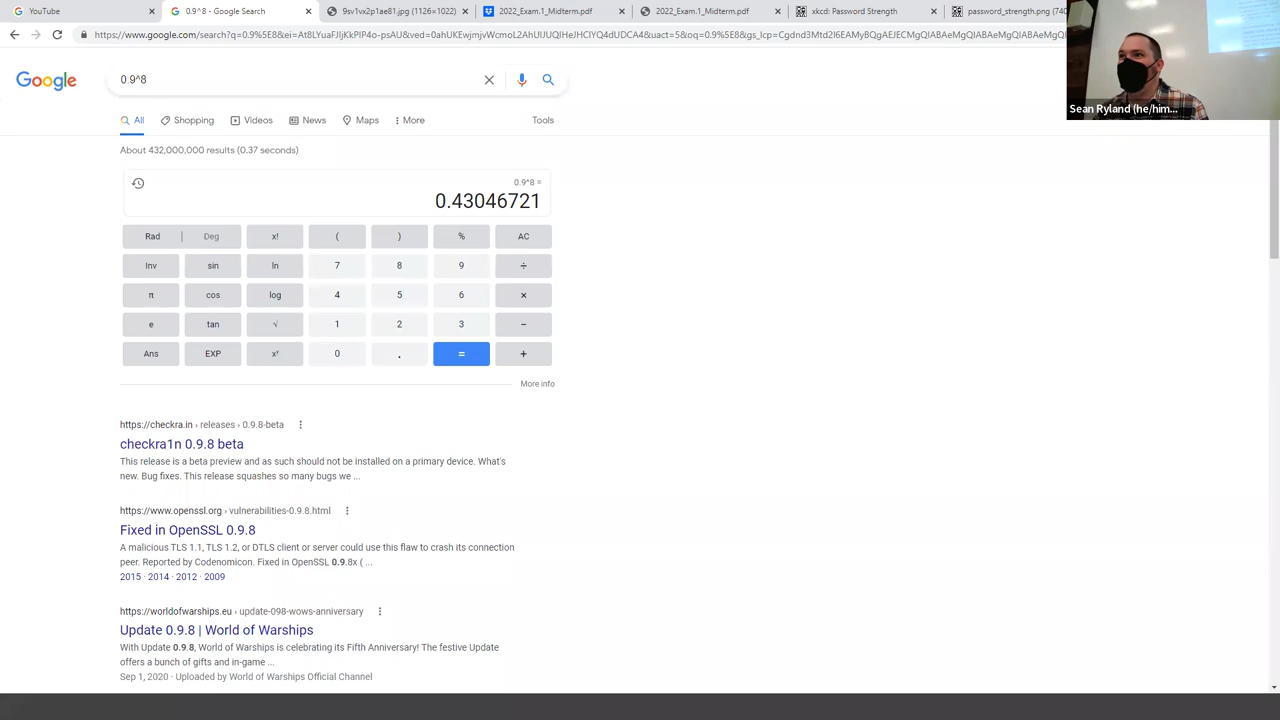 YouTube
0.9^8 - Google Search
9sv1vx2p1ae81.jpg (1126×1022)
2022_Exam.1_Midterm.pdf
2022_Exam.1_Midterm.pdf
xkcd: Password Strength
password_strength.png (740
Google
0.9^8
All
Shopping
Videos
News
Maps
More
Tools
About 432,000,000 results (0.37 seconds)
0.9^8 =
0.43046721
Rad | Deg x! ( ) % AC
Inv sin ln 7 8 9 ÷
π cos log 4 5 6 ×
e tan √ 1 2 3 −
Ans EXP xʸ 0 . = +
More info
https://checkra.in › releases › 0.9.8-beta
checkra1n 0.9.8 beta
This release is a beta preview and as such should not be installed on a primary device. What's
new. Bug fixes. This release squashes so many bugs we ...
https://www.openssl.org › vulnerabilities-0.9.8.html
Fixed in OpenSSL 0.9.8
A malicious TLS 1.1, TLS 1.2, or DTLS client or server could use this flaw to crash its connection
peer. Reported by Codenomicon. Fixed in OpenSSL 0.9.8x ( ...
2015 · 2014 · 2012 · 2009
https://worldofwarships.eu › update-098-wows-anniversary
Update 0.9.8 | World of Warships
With Update 0.9.8, World of Warships is celebrating its Fifth Anniversary! The festive Update
offers a bunch of gifts and in-game ...
Sep 1, 2020 · Uploaded by World of Warships Official Channel
Sean Ryland (he/him...